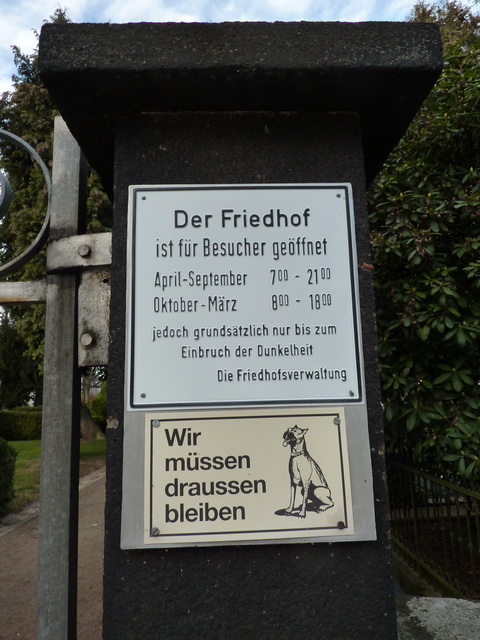 Der Friedhof
ist für Besucher geöffnet
April-September 7⁰⁰ - 21⁰⁰
Oktober-März 8⁰⁰ - 18⁰⁰
jedoch grundsätzlich nur bis zum
Einbruch der Dunkelheit
Die Friedhofsverwaltung
Wir
müssen
draussen
bleiben